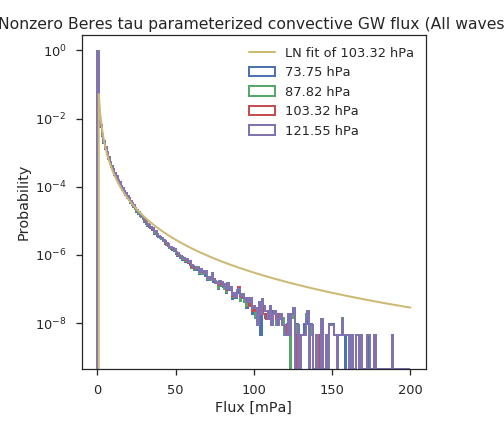 Nonzero Beres tau parameterized convective GW flux (All waves
LN fit of 103.32 hPa
73.75 hPa
87.82 hPa
103.32 hPa
121.55 hPa
Probability
10⁰
10⁻²
10⁻⁴
10⁻⁶
10⁻⁸
0 50 100 150 200
Flux [mPa]